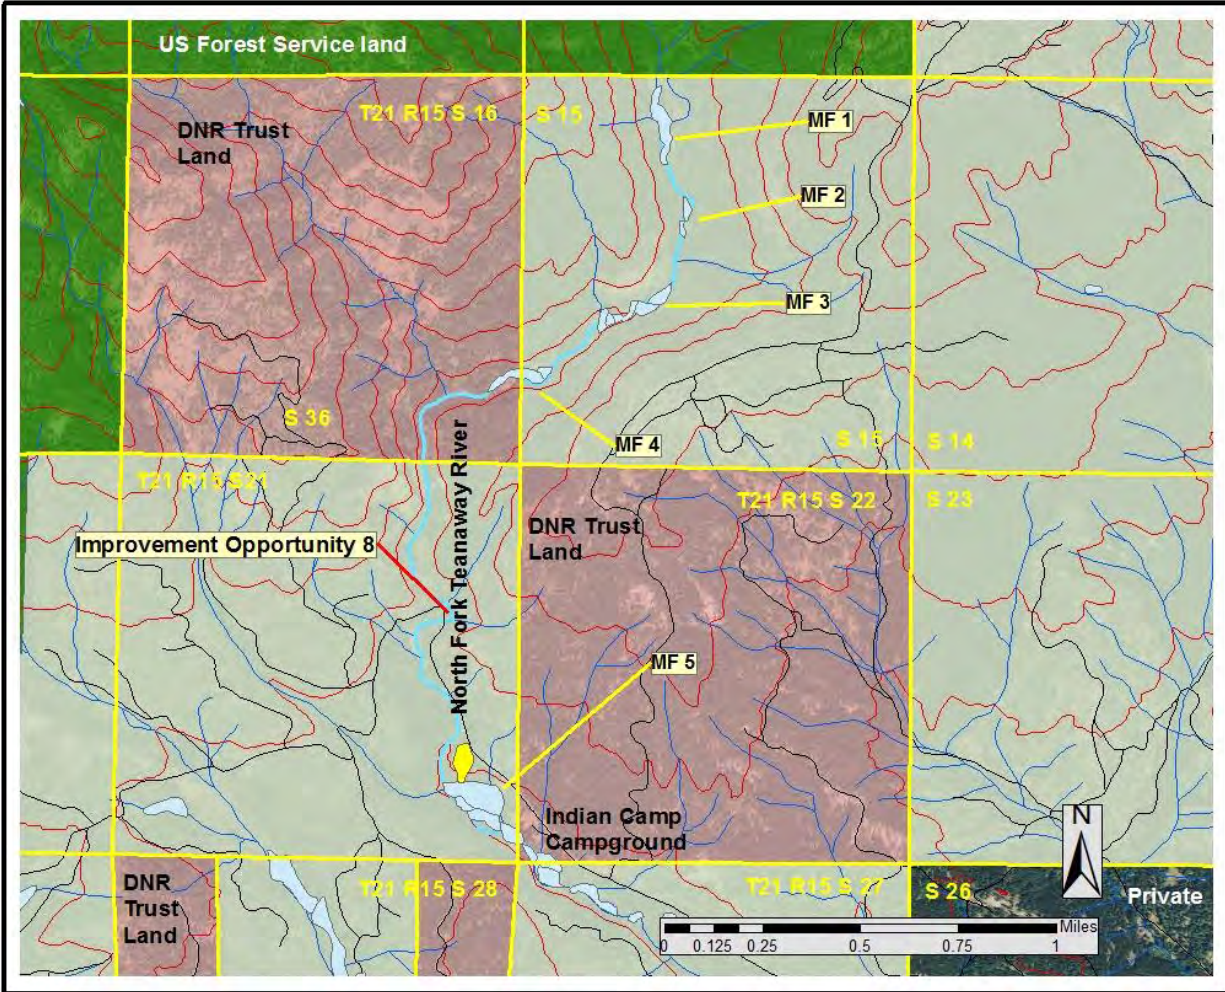 US Forest Service land
DNR Trust
Land
T21 R15 S 16
S 15
MF 1
MF 2
MF 3
S 36
MF 4
S 15
S 14
T21 R15 S21
North Fork Teanaway River
T21 R15 S 22
S 23
DNR Trust
Land
Improvement Opportunity 8
MF 5
Indian Camp
Campground
N
DNR
Trust
Land
T21 R15 S 28
T21 R15 S 27
S 26
Private
Miles
0 0.125 0.25 0.5 0.75 1